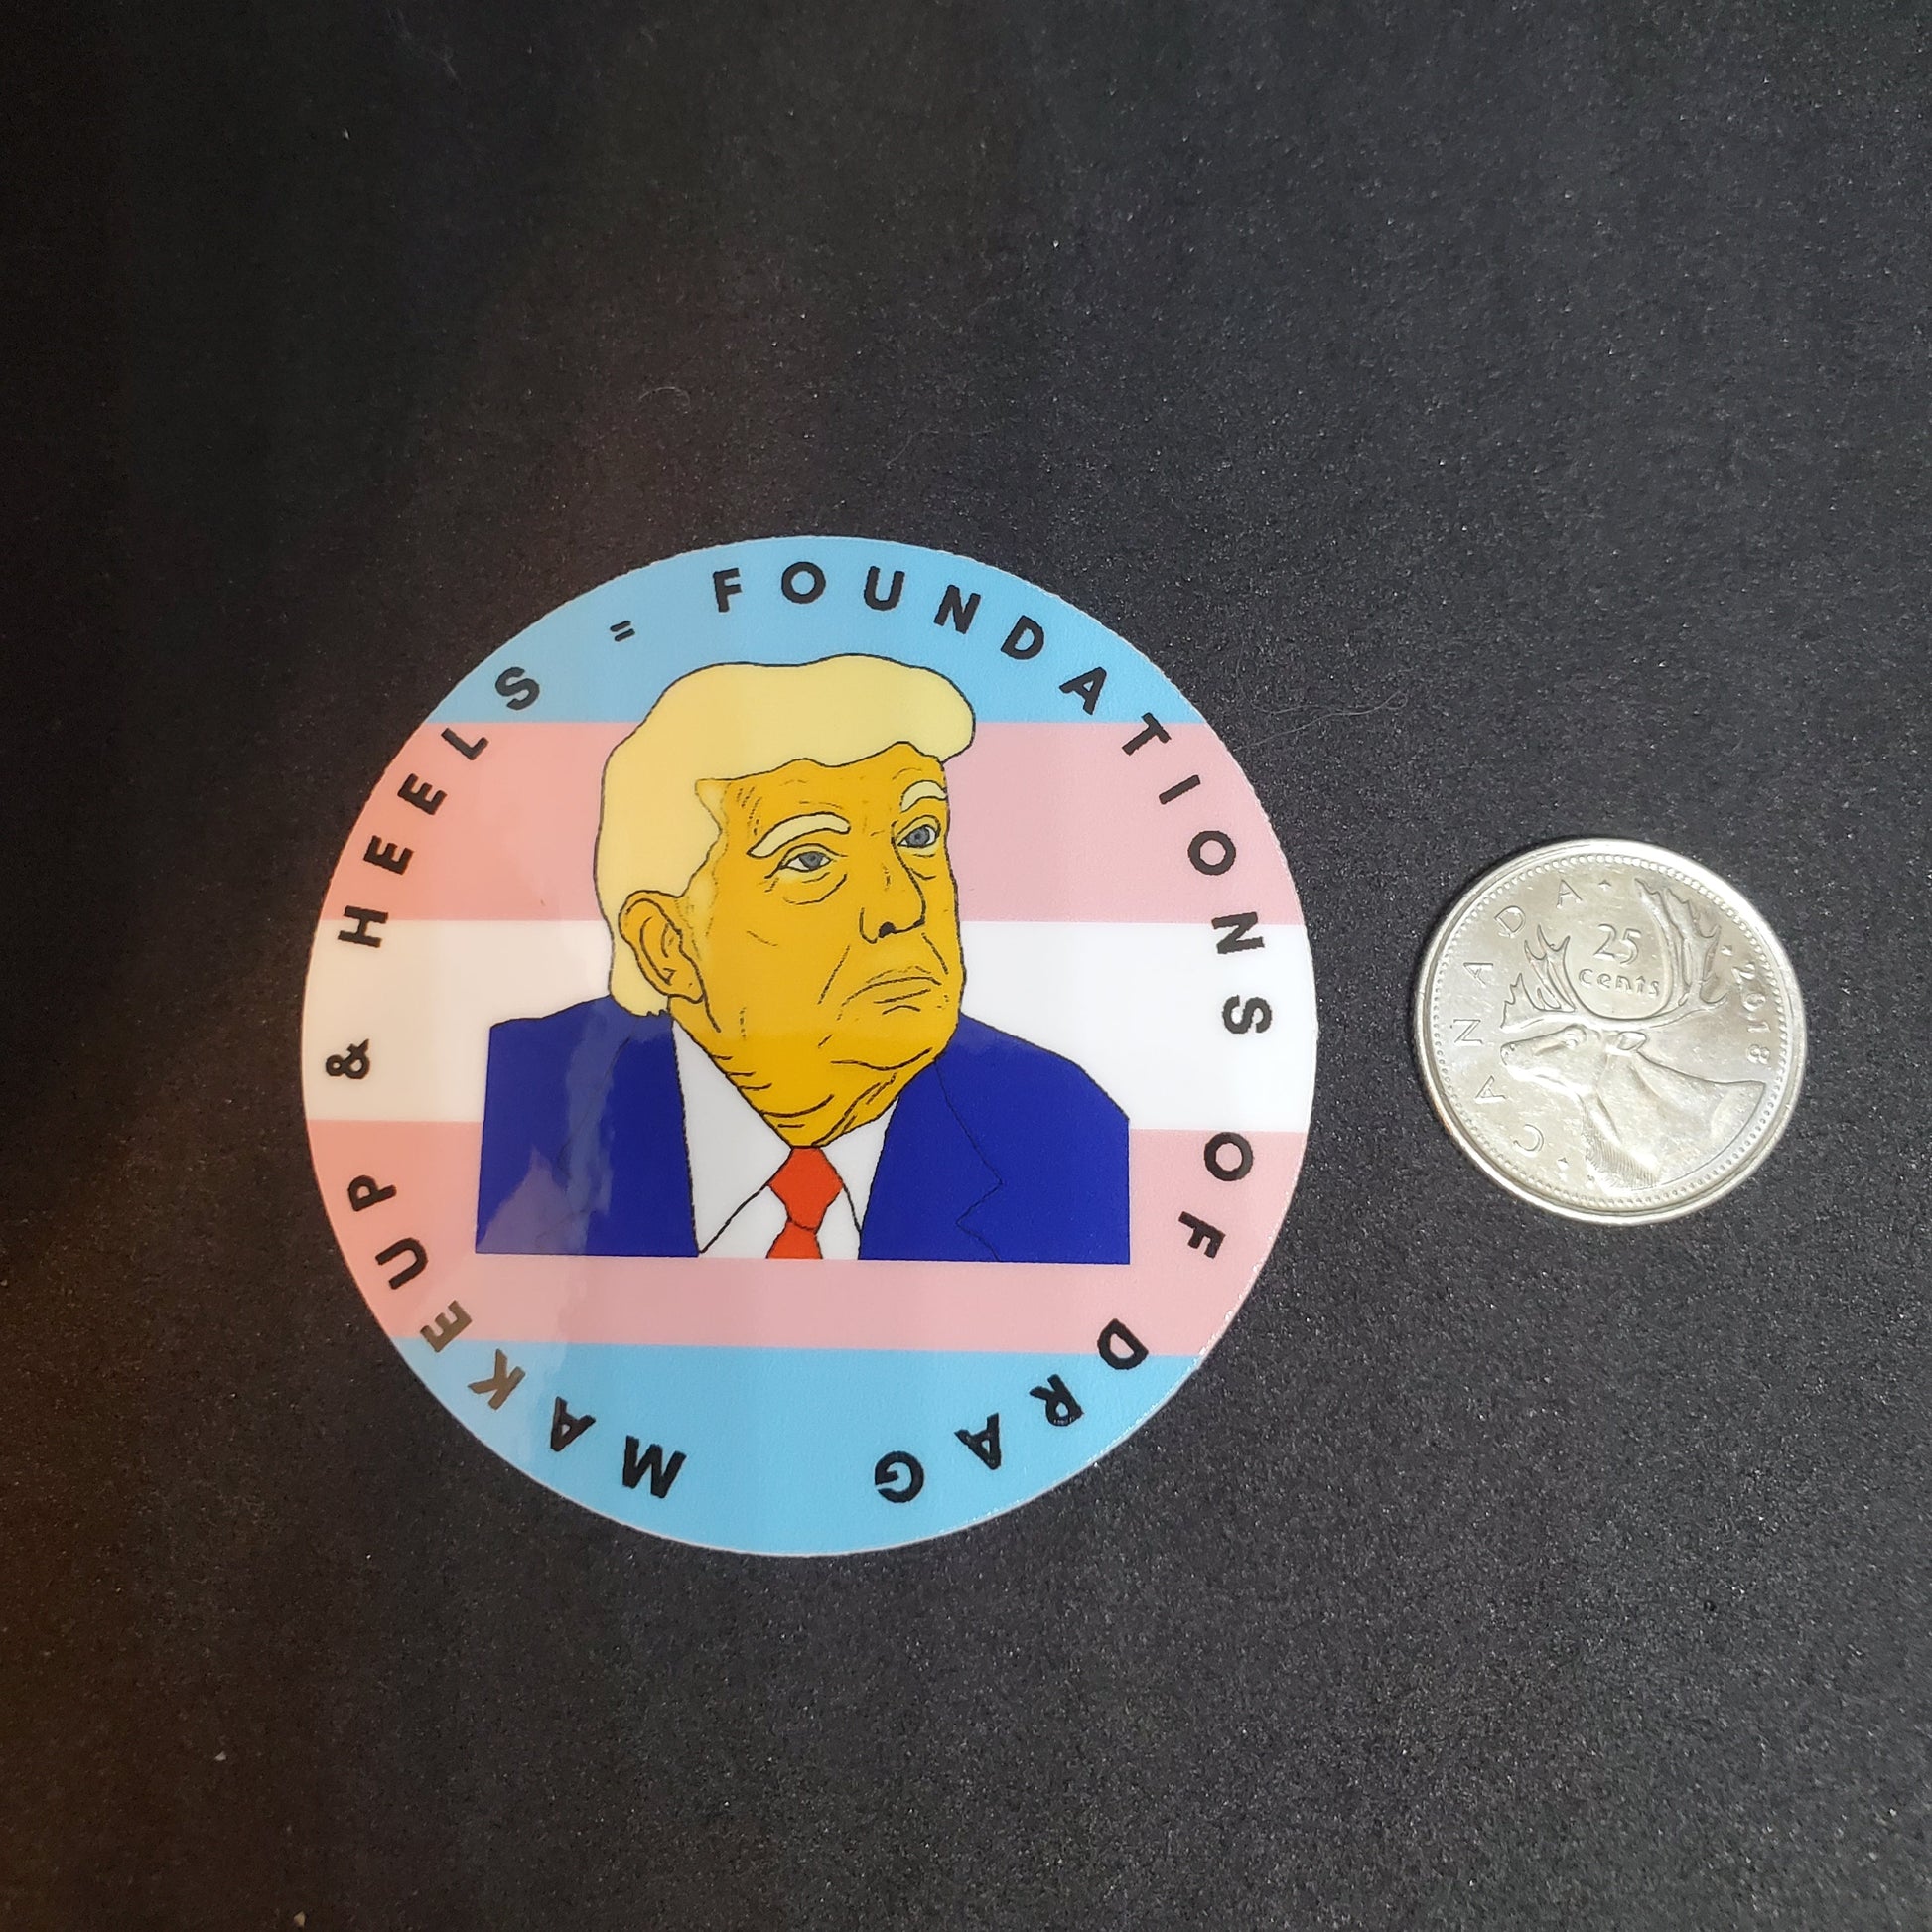 MAKEUP & HEELS = FOUNDATIONS OF DRAG
CANADA
25
cents
2018